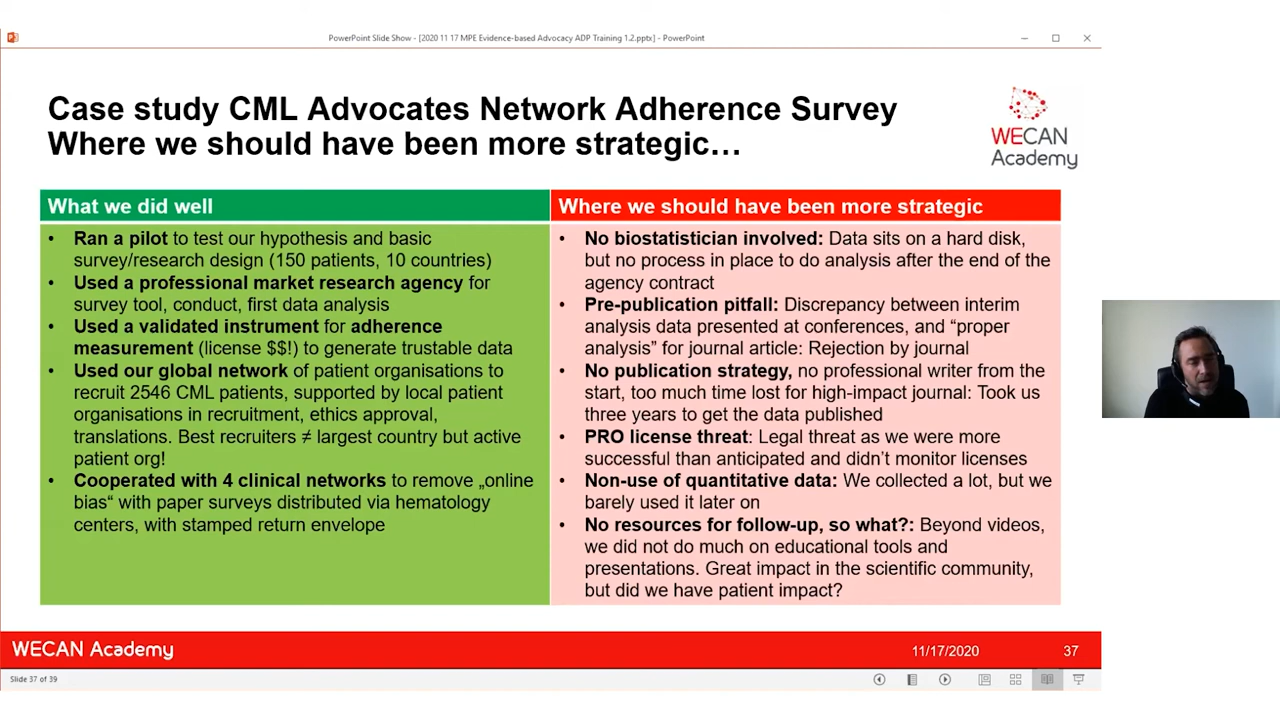 PowerPoint Slide Show - [2020 11 17 MPE Evidence-based Advocacy ADP Training 1.2.pptx] - PowerPoint
Case study CML Advocates Network Adherence Survey
Where we should have been more strategic…
WECAN
Academy
What we did well
• Ran a pilot to test our hypothesis and basic
survey/research design (150 patients, 10 countries)
• Used a professional market research agency for
survey tool, conduct, first data analysis
• Used a validated instrument for adherence
measurement (license $$!) to generate trustable data
• Used our global network of patient organisations to
recruit 2546 CML patients, supported by local patient
organisations in recruitment, ethics approval,
translations. Best recruiters ≠ largest country but active
patient org!
• Cooperated with 4 clinical networks to remove „online
bias“ with paper surveys distributed via hematology
centers, with stamped return envelope
Where we should have been more strategic
• No biostatistician involved: Data sits on a hard disk,
but no process in place to do analysis after the end of the
agency contract
• Pre-publication pitfall: Discrepancy between interim
analysis data presented at conferences, and “proper
analysis” for journal article: Rejection by journal
• No publication strategy, no professional writer from the
start, too much time lost for high-impact journal: Took us
three years to get the data published
• PRO license threat: Legal threat as we were more
successful than anticipated and didn’t monitor licenses
• Non-use of quantitative data: We collected a lot, but we
barely used it later on
• No resources for follow-up, so what?: Beyond videos,
we did not do much on educational tools and
presentations. Great impact in the scientific community,
but did we have patient impact?
WECAN Academy
11/17/2020
37
Slide 37 of 39